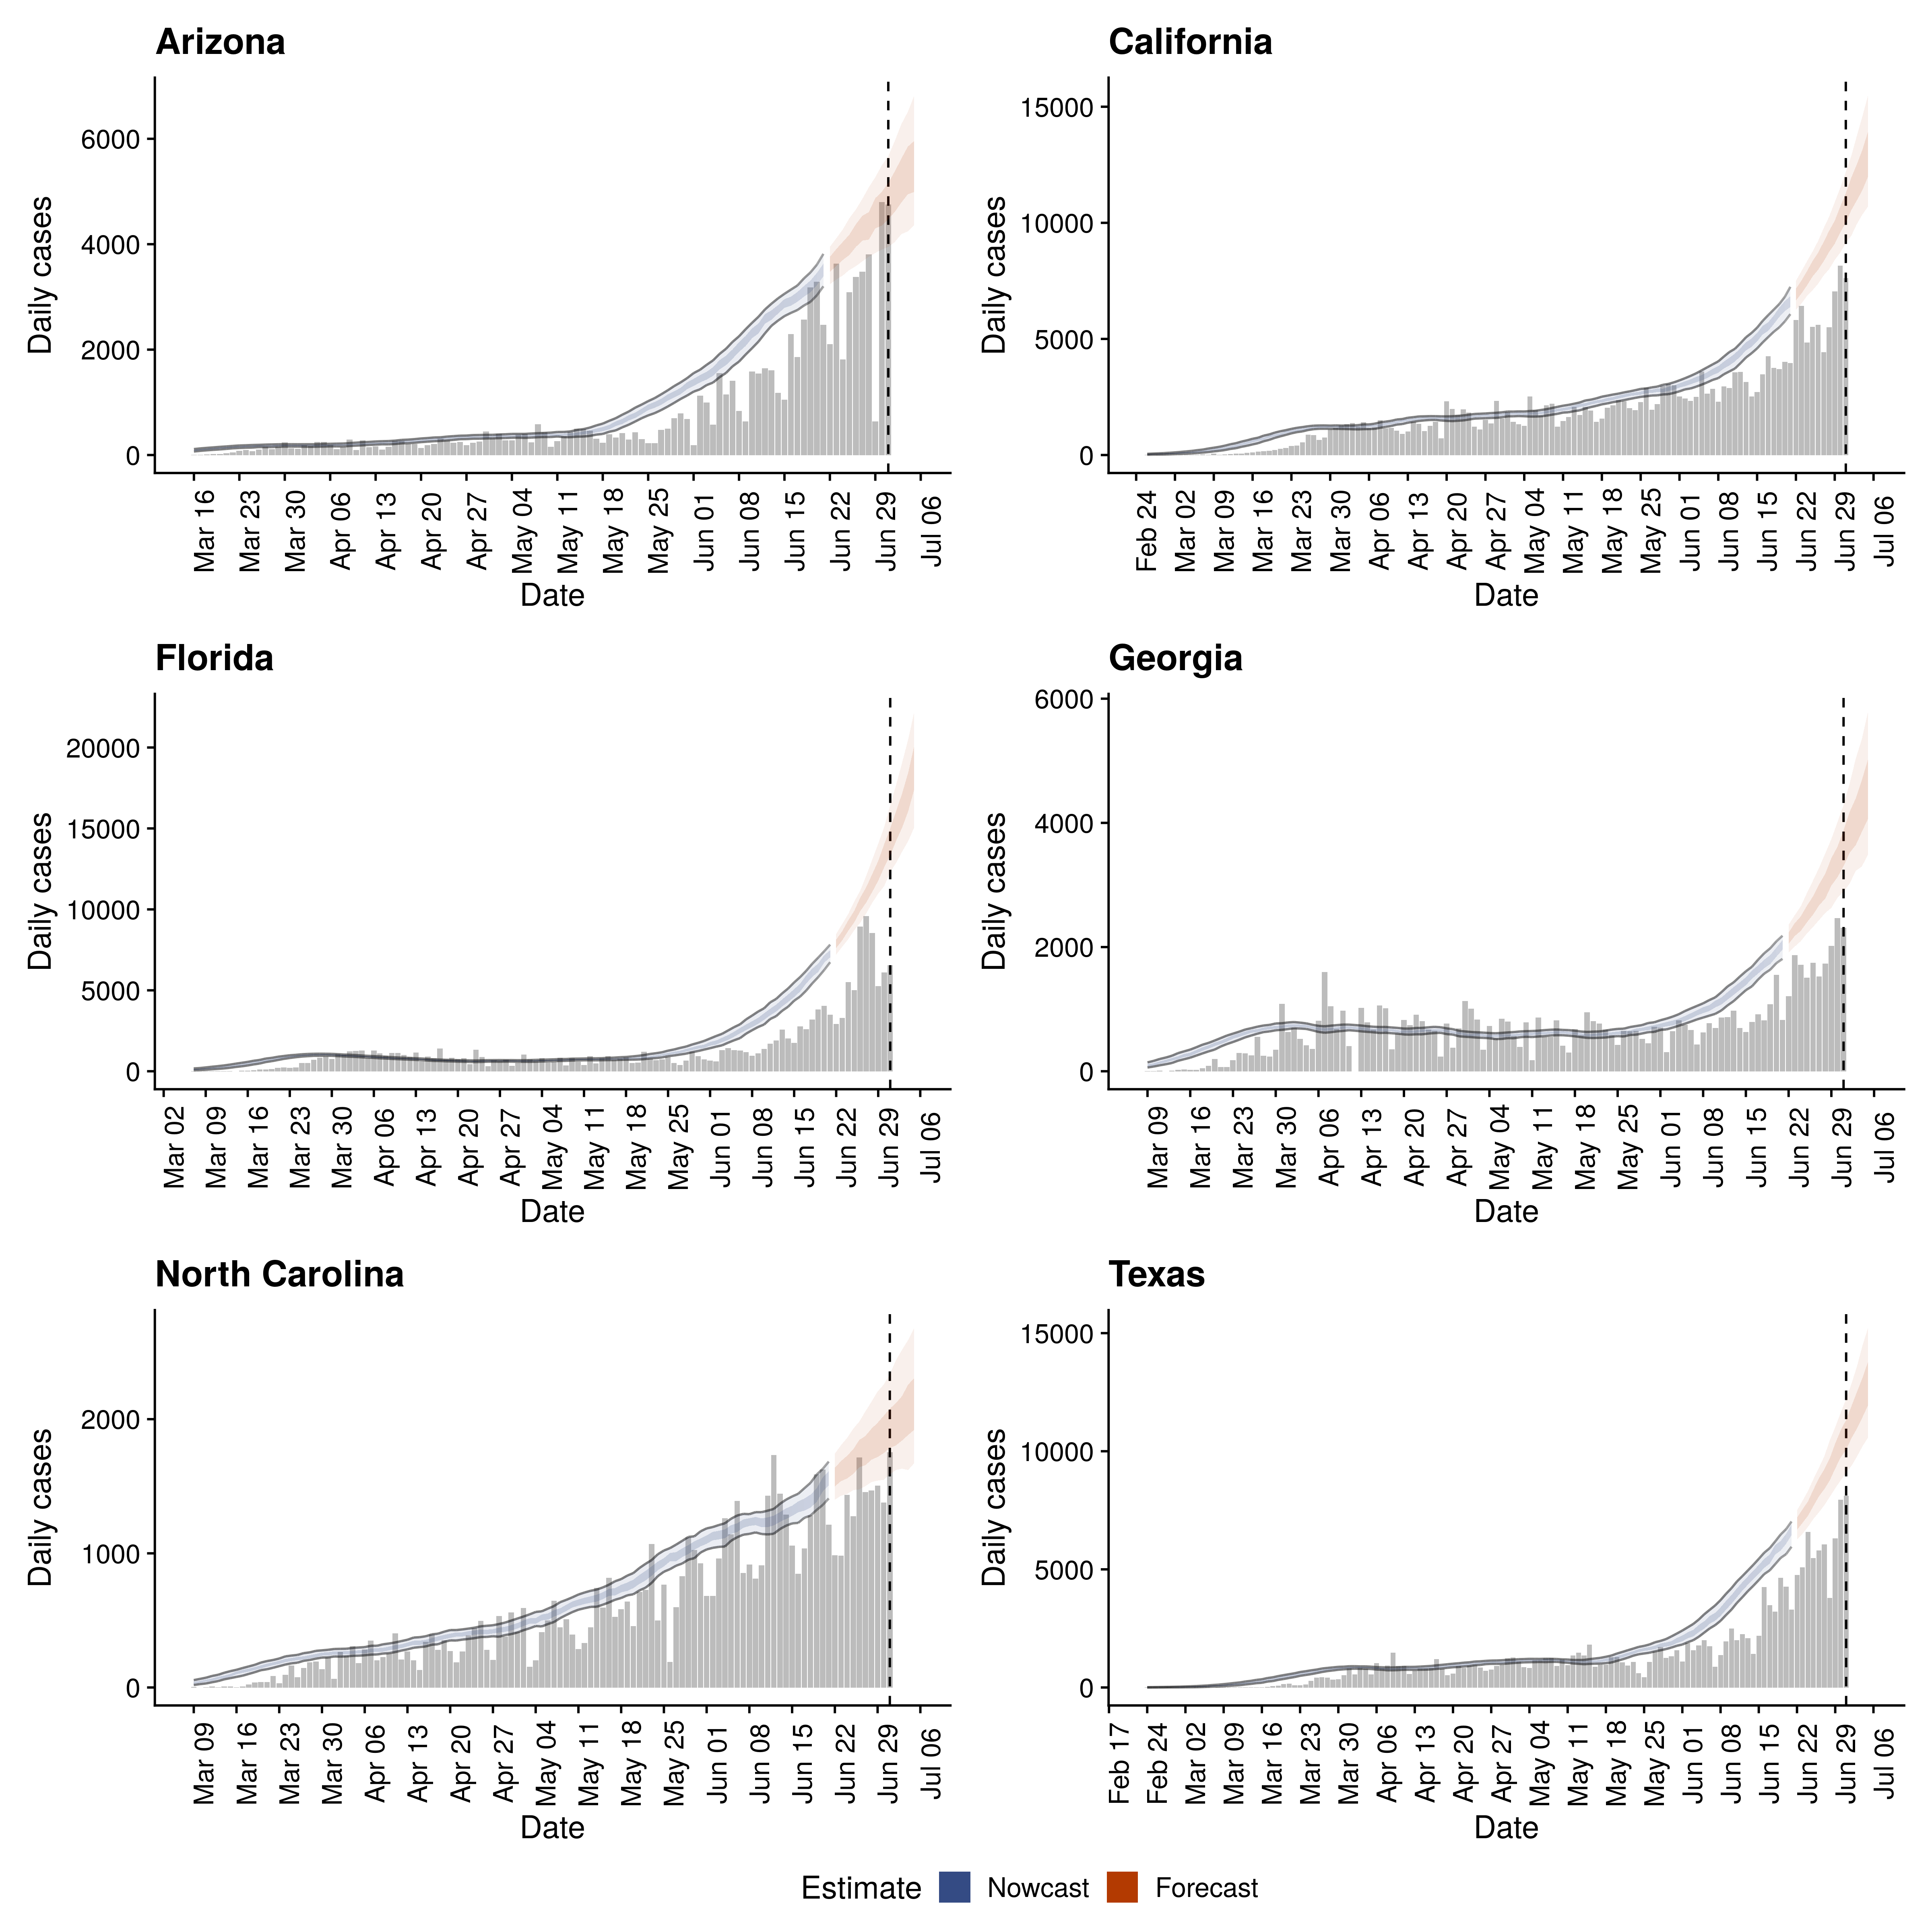 Arizona
Daily cases
6000
4000
2000
0
Mar 16
Mar 23
Mar 30
Apr 06
Apr 13
Apr 20
Apr 27
May 04
May 11
May 18
May 25
Jun 01
Jun 08
Jun 15
Jun 22
Jun 29
Jul 06
Date
California
Daily cases
15000
10000
5000
0
Feb 24
Mar 02
Mar 09
Mar 16
Mar 23
Mar 30
Apr 06
Apr 13
Apr 20
Apr 27
May 04
May 11
May 18
May 25
Jun 01
Jun 08
Jun 15
Jun 22
Jun 29
Jul 06
Date
Florida
Daily cases
20000
15000
10000
5000
0
Mar 02
Mar 09
Mar 16
Mar 23
Mar 30
Apr 06
Apr 13
Apr 20
Apr 27
May 04
May 11
May 18
May 25
Jun 01
Jun 08
Jun 15
Jun 22
Jun 29
Jul 06
Date
Georgia
Daily cases
6000
4000
2000
0
Mar 09
Mar 16
Mar 23
Mar 30
Apr 06
Apr 13
Apr 20
Apr 27
May 04
May 11
May 18
May 25
Jun 01
Jun 08
Jun 15
Jun 22
Jun 29
Jul 06
Date
North Carolina
Daily cases
2000
1000
0
Mar 09
Mar 16
Mar 23
Mar 30
Apr 06
Apr 13
Apr 20
Apr 27
May 04
May 11
May 18
May 25
Jun 01
Jun 08
Jun 15
Jun 22
Jun 29
Jul 06
Date
Texas
Daily cases
15000
10000
5000
0
Feb 17
Feb 24
Mar 02
Mar 09
Mar 16
Mar 23
Mar 30
Apr 06
Apr 13
Apr 20
Apr 27
May 04
May 11
May 18
May 25
Jun 01
Jun 08
Jun 15
Jun 22
Jun 29
Jul 06
Date
Estimate Nowcast Forecast